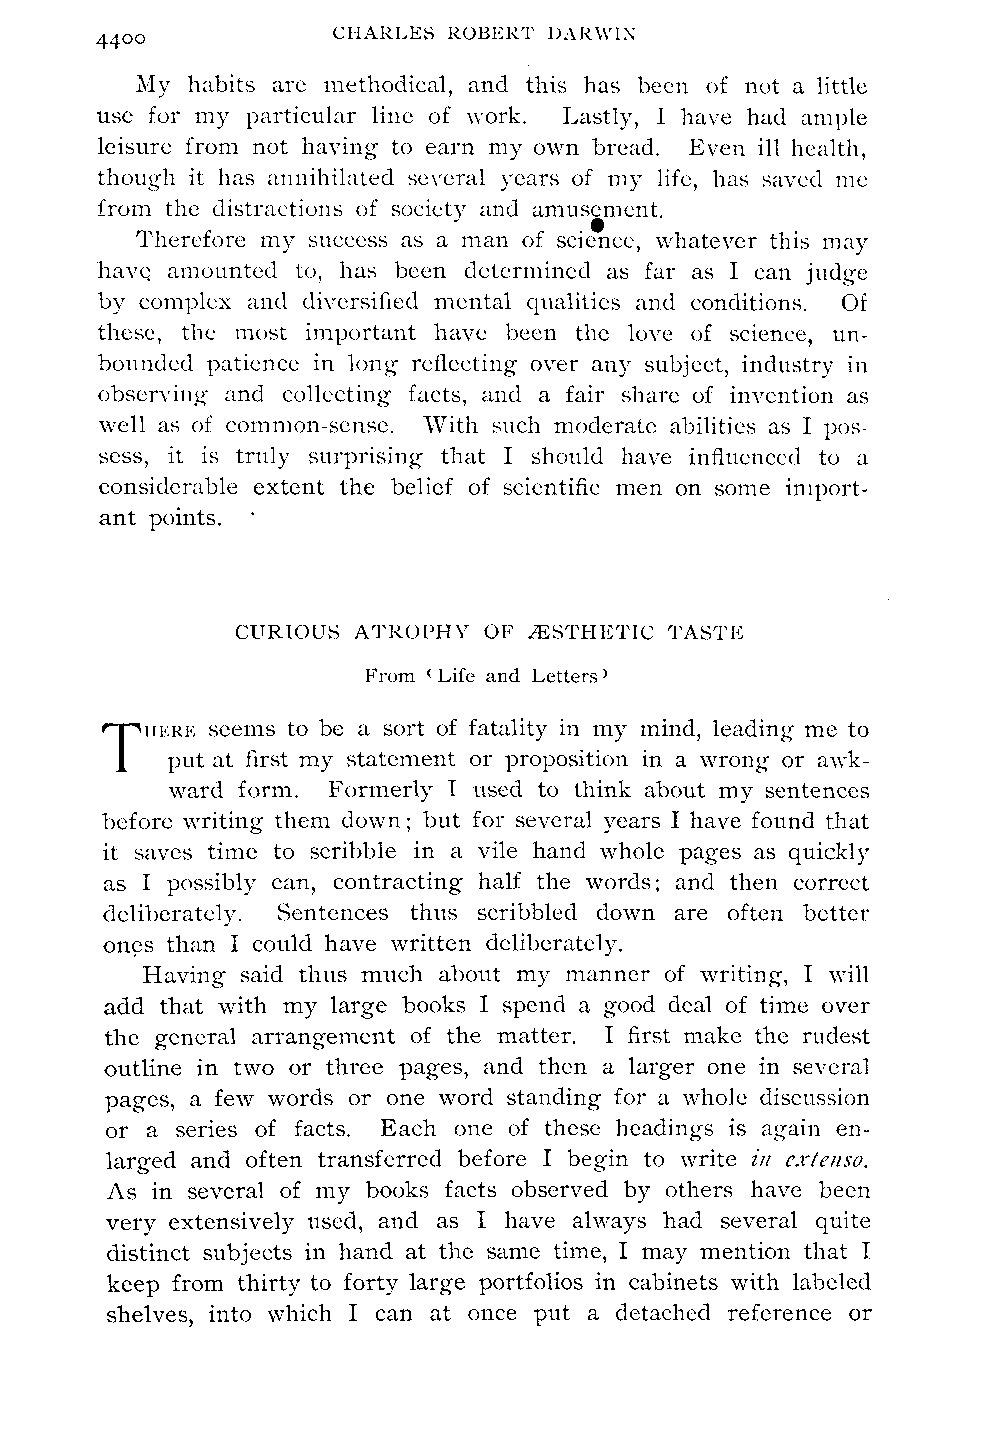 4400
CHARLES ROBERT DARWIN
My habits are methodical, and this has been of not a little
use for my particular line of work. Lastly, I have had ample
leisure from not having to earn my own bread. Even ill health,
though it has annihilated several years of my life, has saved me
from the distractions of society and amusement.
Therefore my success as a man of science, whatever this may
have amounted to, has been determined as far as I can judge
by complex and diversified mental qualities and conditions. Of
these, the most important have been the love of science, un-
bounded patience in long reflecting over any subject, industry in
observing and collecting facts, and a fair share of invention as
well as of common-sense. With such moderate abilities as I pos-
sess, it is truly surprising that I should have influenced to a
considerable extent the belief of scientific men on some import-
ant points.
CURIOUS ATROPHY OF ÆSTHETIC TASTE
From ‘Life and Letters’
THERE seems to be a sort of fatality in my mind, leading me to
put at first my statement or proposition in a wrong or awk-
ward form. Formerly I used to think about my sentences
before writing them down; but for several years I have found that
it saves time to scribble in a vile hand whole pages as quickly
as I possibly can, contracting half the words; and then correct
deliberately. Sentences thus scribbled down are often better
ones than I could have written deliberately.
Having said thus much about my manner of writing, I will
add that with my large books I spend a good deal of time over
the general arrangement of the matter. I first make the rudest
outline in two or three pages, and then a larger one in several
pages, a few words or one word standing for a whole discussion
or a series of facts. Each one of these headings is again en-
larged and often transferred before I begin to write in extenso.
As in several of my books facts observed by others have been
very extensively used, and as I have always had several quite
distinct subjects in hand at the same time, I may mention that I
keep from thirty to forty large portfolios in cabinets with labeled
shelves, into which I can at once put a detached reference or